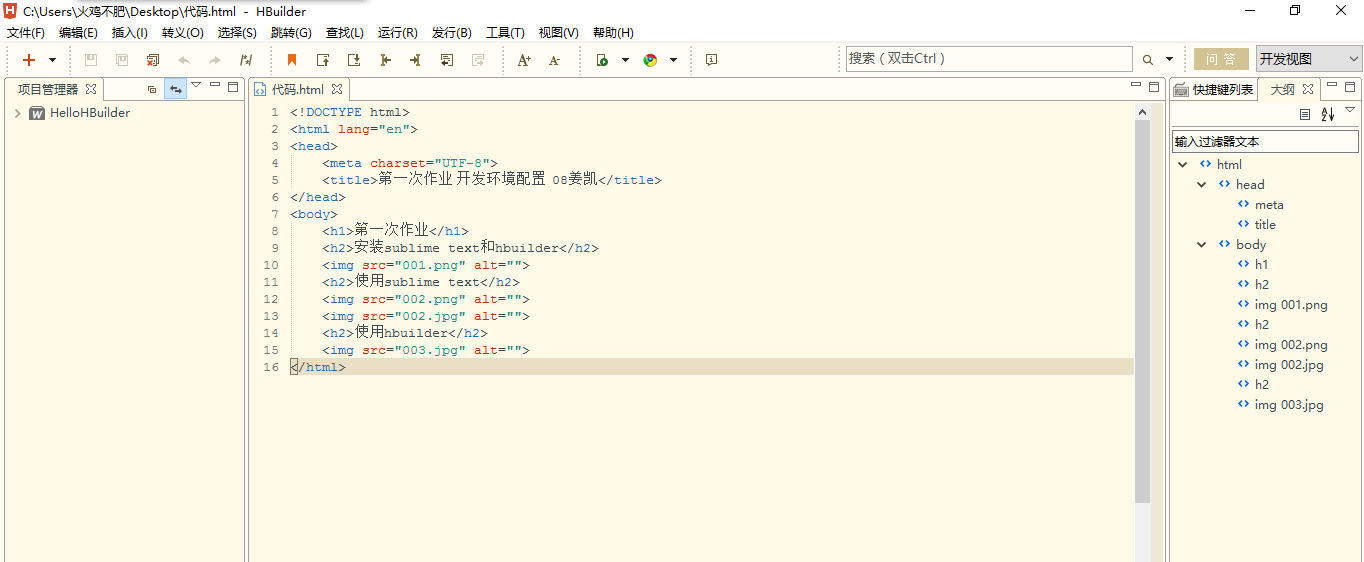 C:\Users\火鸡不肥\Desktop\代码.html - HBuilder
文件(F) 编辑(E) 插入(I) 转义(O) 选择(S) 跳转(G) 查找(L) 运行(R) 发行(B) 工具(T) 视图(V) 帮助(H)
搜索（双击Ctrl）
问 答
开发视图
项目管理器
HelloHBuilder
代码.html
1 <!DOCTYPE html>
2 <html lang="en">
3 <head>
4 <meta charset="UTF-8">
5 <title>第一次作业 开发环境配置 08姜凯</title>
6 </head>
7 <body>
8 <h1>第一次作业</h1>
9 <h2>安装sublime text和hbuilder</h2>
10 <img src="001.png" alt="">
11 <h2>使用sublime text</h2>
12 <img src="002.png" alt="">
13 <img src="002.jpg" alt="">
14 <h2>使用hbuilder</h2>
15 <img src="003.jpg" alt="">
16 </html>
快捷键列表 大纲
输入过滤器文本
html
head
meta
title
body
h1
h2
img 001.png
h2
img 002.png
img 002.jpg
h2
img 003.jpg